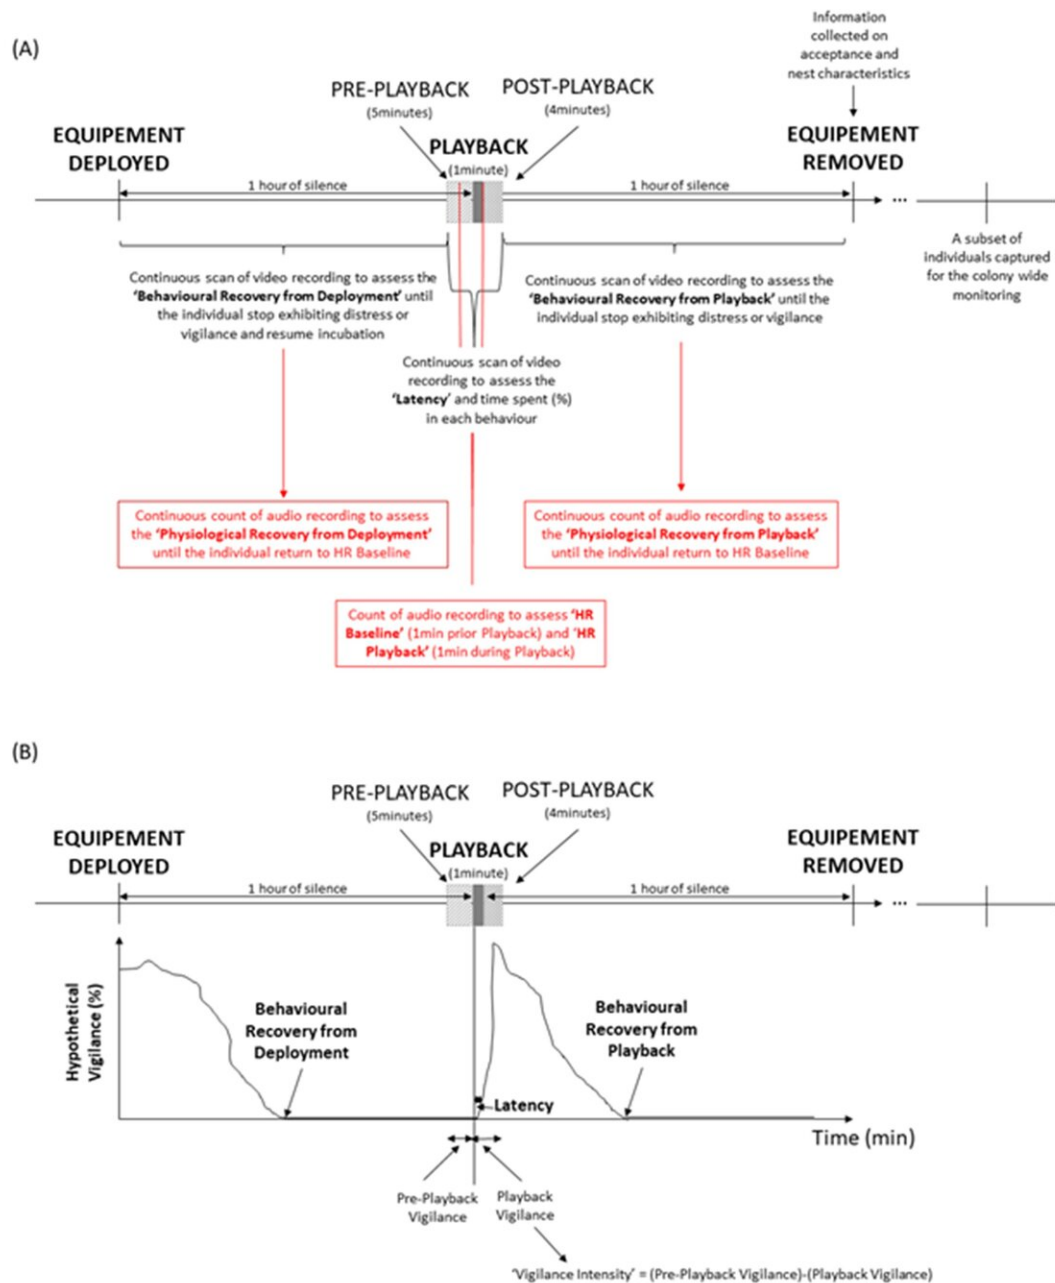 (A)
Information
collected on
acceptance and
nest characteristics
PRE-PLAYBACK
(5minutes)
POST-PLAYBACK
(4minutes)
EQUIPEMENT
DEPLOYED
PLAYBACK
(1minute)
EQUIPEMENT
REMOVED
1 hour of silence
1 hour of silence
...
A subset of
individuals captured
for the colony wide
monitoring
Continuous scan of video recording to assess the
'Behavioural Recovery from Deployment' until
the individual stop exhibiting distress or
vigilance and resume incubation
Continuous scan of video recording to assess the
'Behavioural Recovery from Playback' until the
individual stop exhibiting distress or vigilance
Continuous scan of video
recording to assess the
'Latency' and time spent (%)
in each behaviour
Continuous count of audio recording to assess
the 'Physiological Recovery from Deployment'
until the individual return to HR Baseline
Continuous count of audio recording to assess
the 'Physiological Recovery from Playback'
until the individual return to HR Baseline
Count of audio recording to assess 'HR
Baseline' (1min prior Playback) and 'HR
Playback' (1min during Playback)
(B)
PRE-PLAYBACK
(5minutes)
POST-PLAYBACK
(4minutes)
EQUIPEMENT
DEPLOYED
PLAYBACK
(1minute)
EQUIPEMENT
REMOVED
1 hour of silence
1 hour of silence
...
Hypothetical
Vigilance (%)
Behavioural
Recovery from
Deployment
Behavioural
Recovery from
Playback
Latency
Time (min)
Pre-Playback
Vigilance
Playback
Vigilance
'Vigilance Intensity' = (Pre-Playback Vigilance)-(Playback Vigilance)